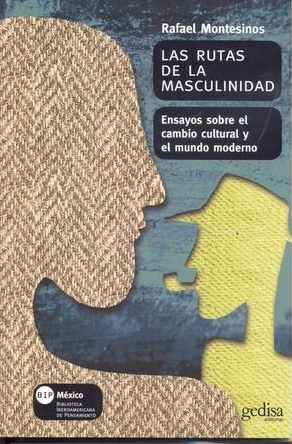 Rafael Montesinos
LAS RUTAS
DE LA
MASCULINIDAD
Ensayos sobre el
cambio cultural y
el mundo moderno
BIP México
BIBLIOTECA
IBEROAMERICANA
DE PENSAMIENTO
gedisa
editorial